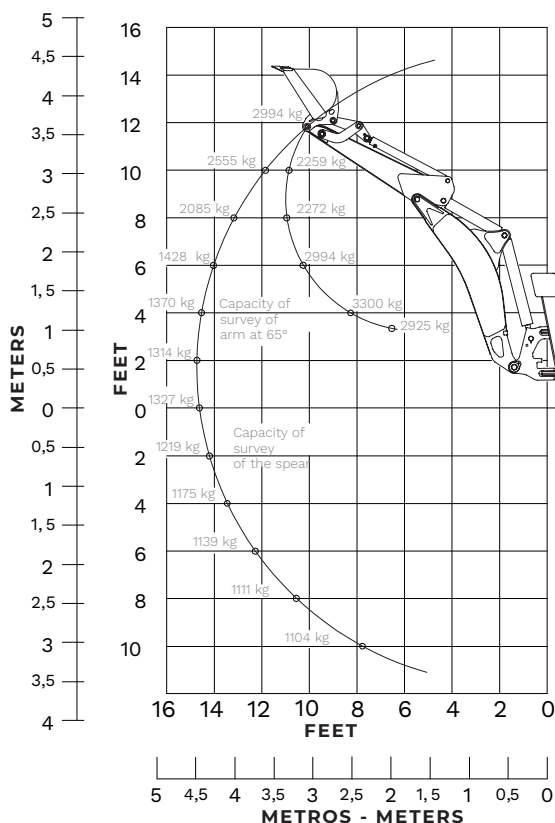 5
4,5
4
3,5
3
2,5
2
1,5
1
0,5
0
0,5
1
1,5
2
2,5
3
3,5
4
METERS
16
14
12
10
8
6
4
2
0
2
4
6
8
10
FEET
2994 kg
2555 kg
2259 kg
2085 kg
2272 kg
1428 kg
2994 kg
1370 kg
Capacity of
survey of
arm at 65°
3300 kg
2925 kg
1314 kg
1327 kg
1219 kg
Capacity of
survey
of the spear
1175 kg
1139 kg
1111 kg
1104 kg
16 14 12 10 8 6 4 2 0
FEET
5 4,5 4 3,5 3 2,5 2 1,5 1 0,5 0
METROS - METERS